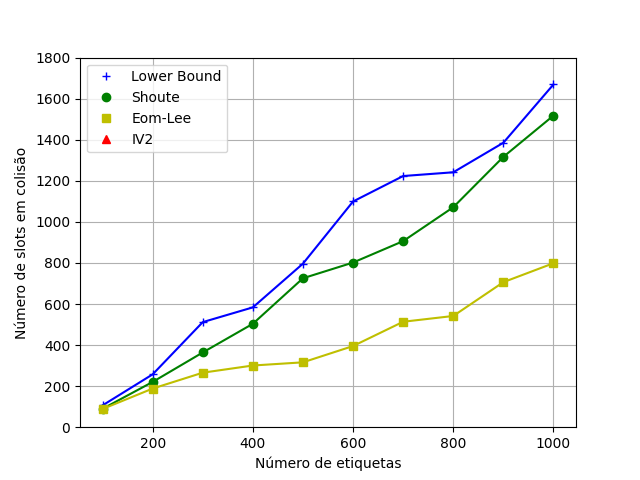 1800
1600
1400
1200
1000
800
600
400
200
0
Número de slots em colisão
Lower Bound
Shoute
Eom-Lee
IV2
200
400
600
800
1000
Número de etiquetas